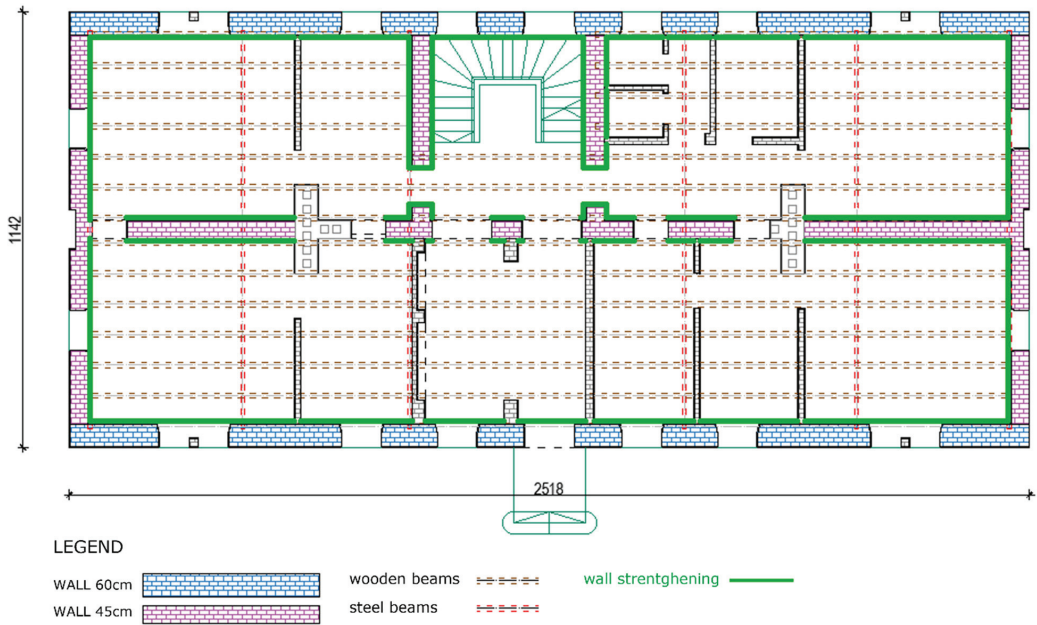 1142
2518
LEGEND
WALL 60cm
WALL 45cm
wooden beams
steel beams
wall strentghening